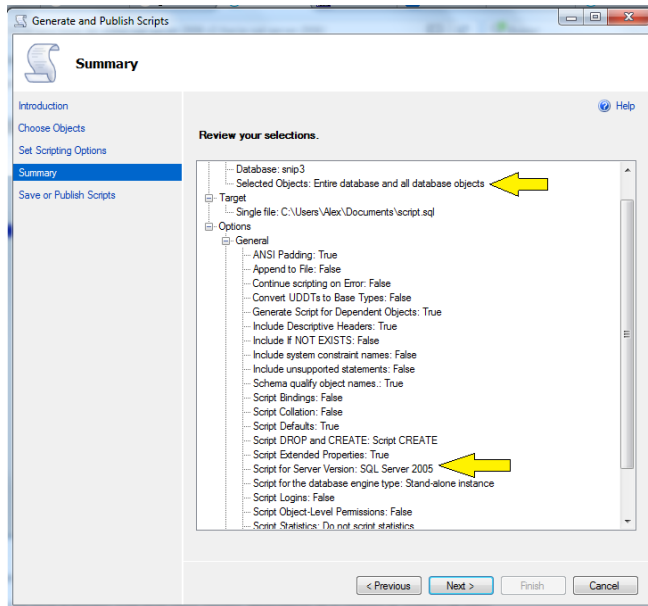 Generate and Publish Scripts
Summary
Introduction
Help
Choose Objects
Review your selections.
Set Scripting Options
Summary
Save or Publish Scripts
Database: snip3
Selected Objects: Entire database and all database objects
Target
Single file: C:\Users\Alex\Documents\script.sql
Options
General
ANSI Padding: True
Append to File: False
Continue scripting on Error: False
Convert UDDTs to Base Types: False
Generate Script for Dependent Objects: True
Include Descriptive Headers: True
Include If NOT EXISTS: False
Include system constraint names: False
Include unsupported statements: False
Schema qualify object names.: True
Script Bindings: False
Script Collation: False
Script Defaults: True
Script DROP and CREATE: Script CREATE
Script Extended Properties: True
Script for Server Version: SQL Server 2005
Script for the database engine type: Stand-alone instance
Script Logins: False
Script Object-Level Permissions: False
Script Statistics: Do not script statistics
< Previous
Next >
Finish
Cancel